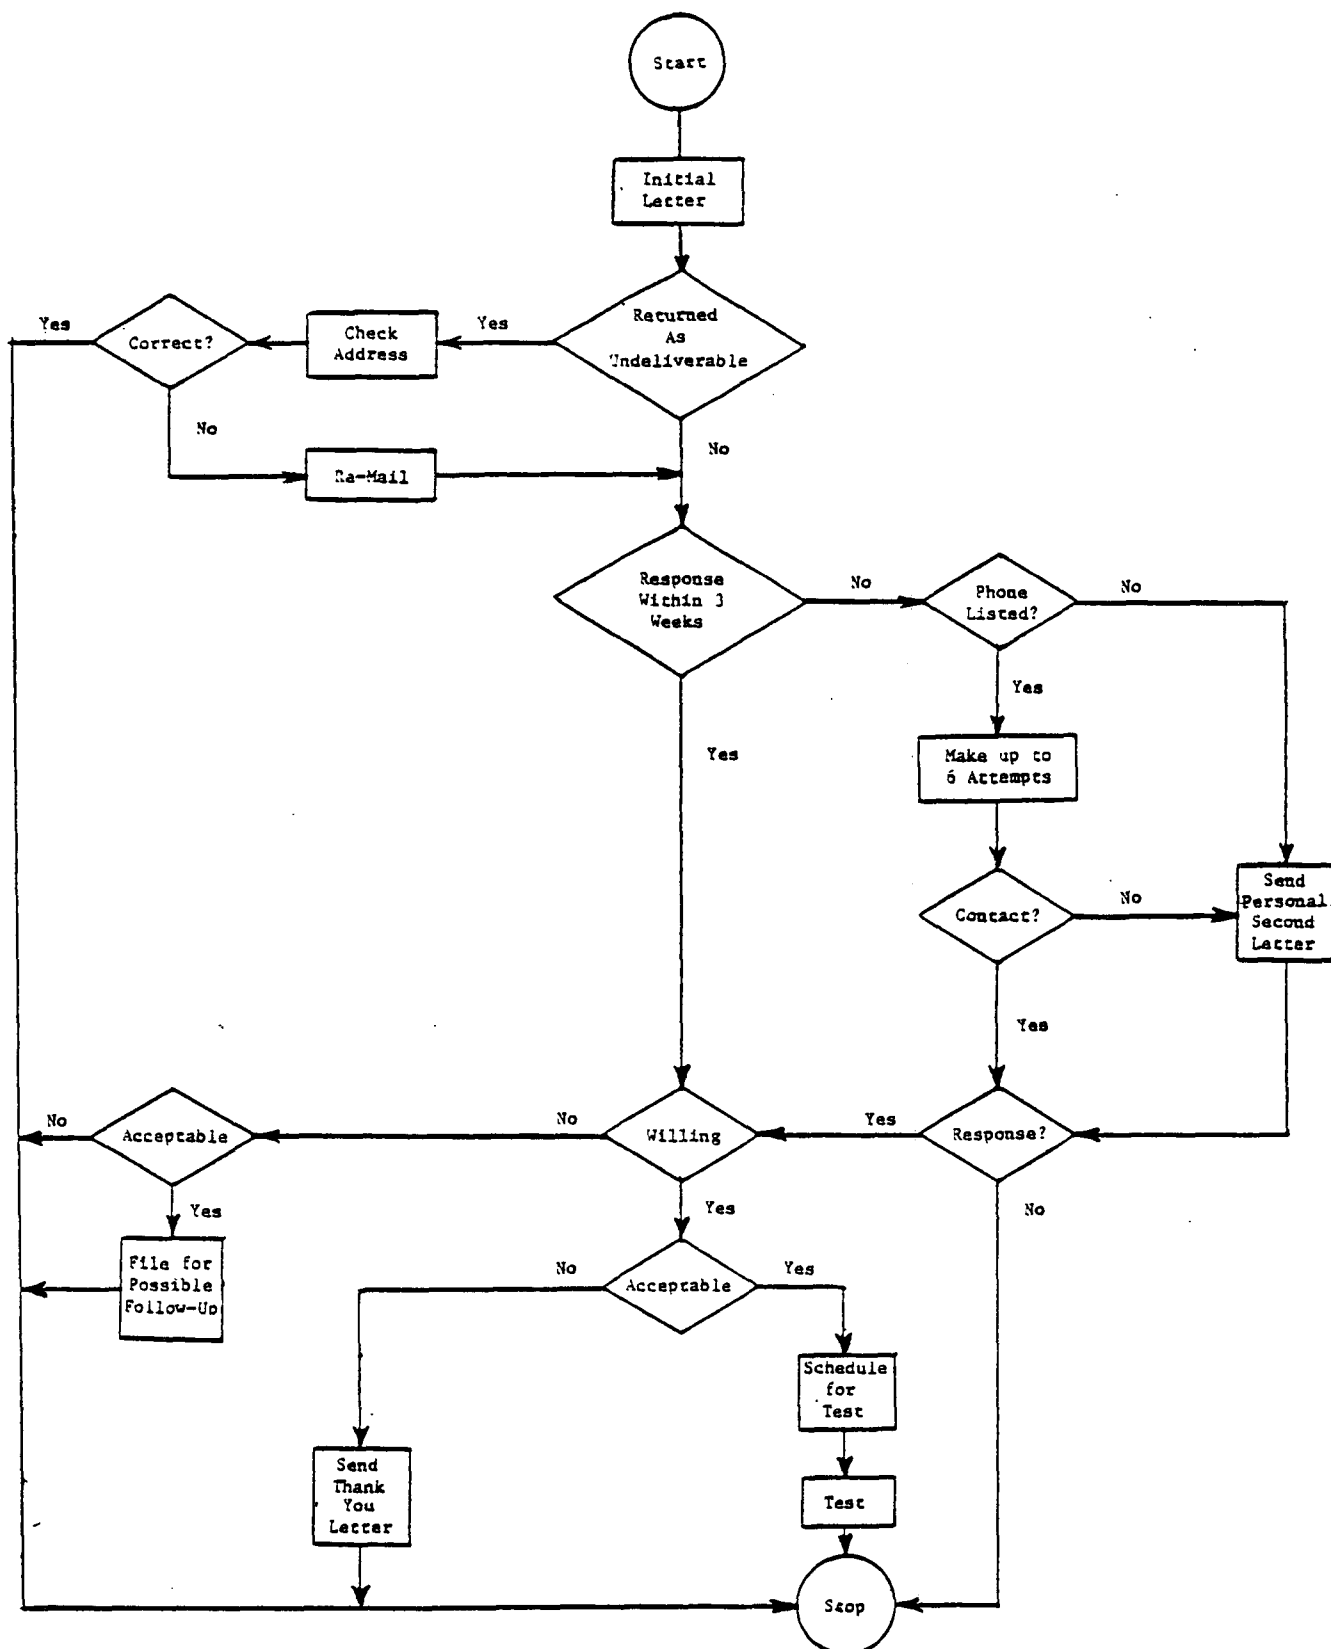 Start
Initial
Letter
Returned
As
Undeliverable
Yes
Check
Address
Correct?
Yes
No
Re-Mail
No
Response
Within 3
Weeks
No
Phone
Listed?
No
Yes
Yes
Make up to
6 Attempts
Contact?
No
Send
Personal
Second
Letter
Yes
Response?
Yes
Willing
No
Acceptable
No
Yes
File for
Possible
Follow-Up
Yes
No
No
Acceptable
Yes
Schedule
for
Test
Send
Thank
You
Letter
Test
Stop